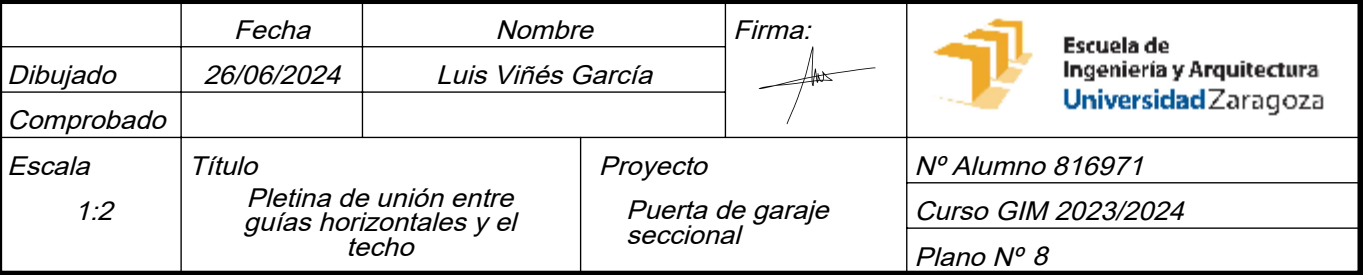 Fecha Nombre Firma:
Dibujado 26/06/2024 Luis Viñés García
Comprobado
Escuela de
Ingeniería y Arquitectura
Universidad Zaragoza
Escala
1:2
Título
Pletina de unión entre
guías horizontales y el
techo
Proyecto
Puerta de garaje
seccional
Nº Alumno 816971
Curso GIM 2023/2024
Plano Nº 8